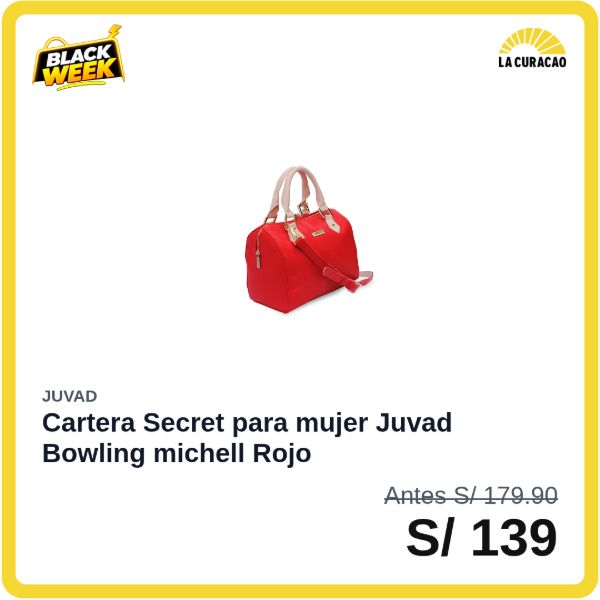 BLACK
WEEK
LA CURACAO
JUVAD
Cartera Secret para mujer Juvad
Bowling michell Rojo
Antes S/ 179.90
S/ 139